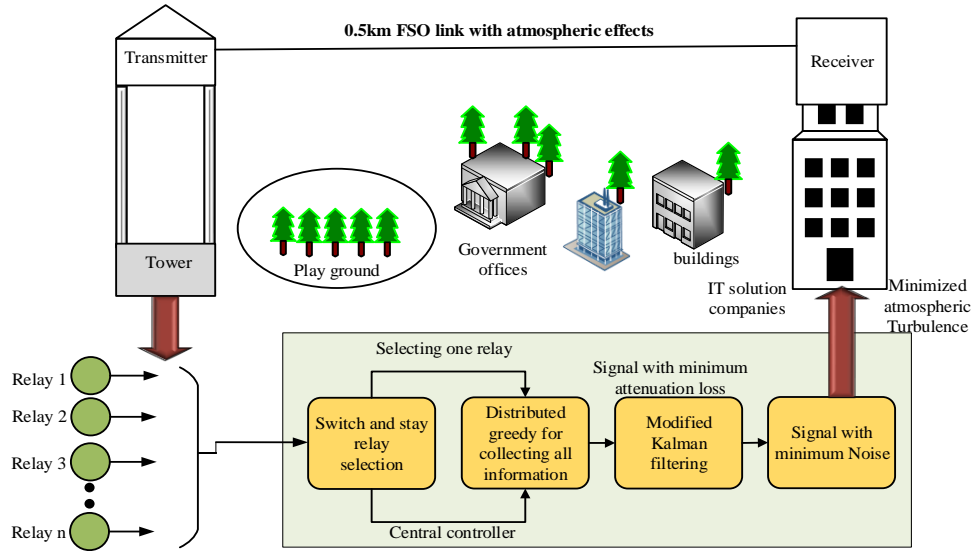 0.5km FSO link with atmospheric effects
Transmitter
Receiver
Tower
Play ground
Government
offices
buildings
IT solution
companies
Minimized
atmospheric
Turbulence
Relay 1
Relay 2
Relay 3
Relay n
Selecting one relay
Switch and stay
relay
selection
Central controller
Distributed
greedy for
collecting all
information
Signal with minimum
attenuation loss
Modified
Kalman
filtering
Signal with
minimum Noise